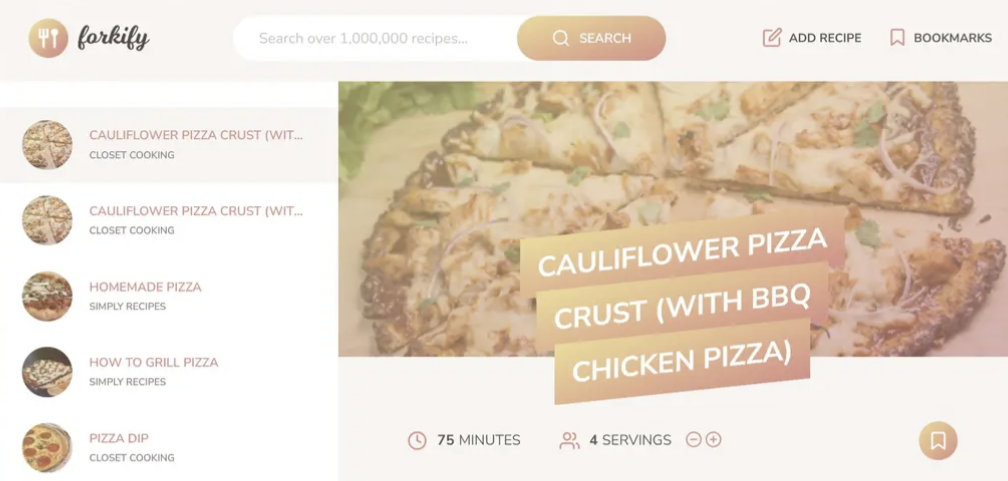 forkify
Search over 1,000,000 recipes...
SEARCH
ADD RECIPE
BOOKMARKS
CAULIFLOWER PIZZA CRUST (WIT...
CLOSET COOKING
CAULIFLOWER PIZZA CRUST (WIT...
CLOSET COOKING
HOMEMADE PIZZA
SIMPLY RECIPES
HOW TO GRILL PIZZA
SIMPLY RECIPES
PIZZA DIP
CLOSET COOKING
CAULIFLOWER PIZZA
CRUST (WITH BBQ
CHICKEN PIZZA)
75 MINUTES
4 SERVINGS